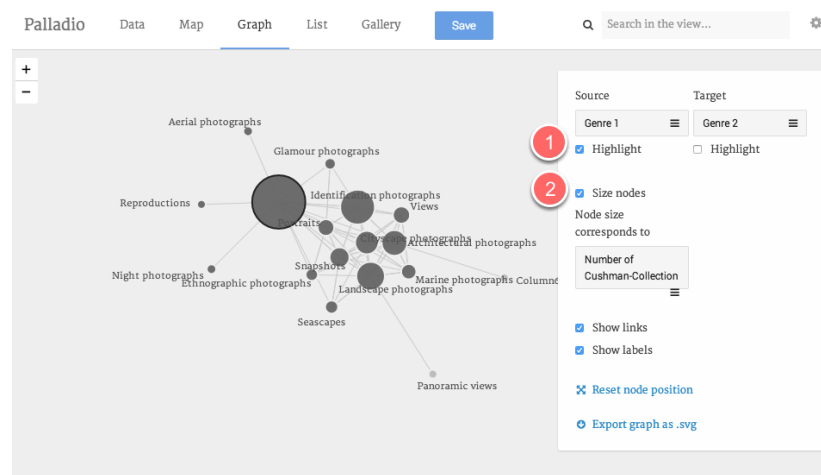 Palladio Data Map Graph List Gallery Save Search in the view...
+
−
Source Target
Genre 1 Genre 2
1 Highlight Highlight
2 Size nodes
Node size
corresponds to
Number of
Cushman-Collection
Show links
Show labels
Reset node position
Export graph as .svg
Aerial photographs
Glamour photographs
Identification photographs
Reproductions
Views
Portraits
Cityscape photographs
Architectural photographs
Snapshots
Night photographs
Ethnographic photographs
Marine photographs
Landscape photographs
Seascapes
Panoramic views